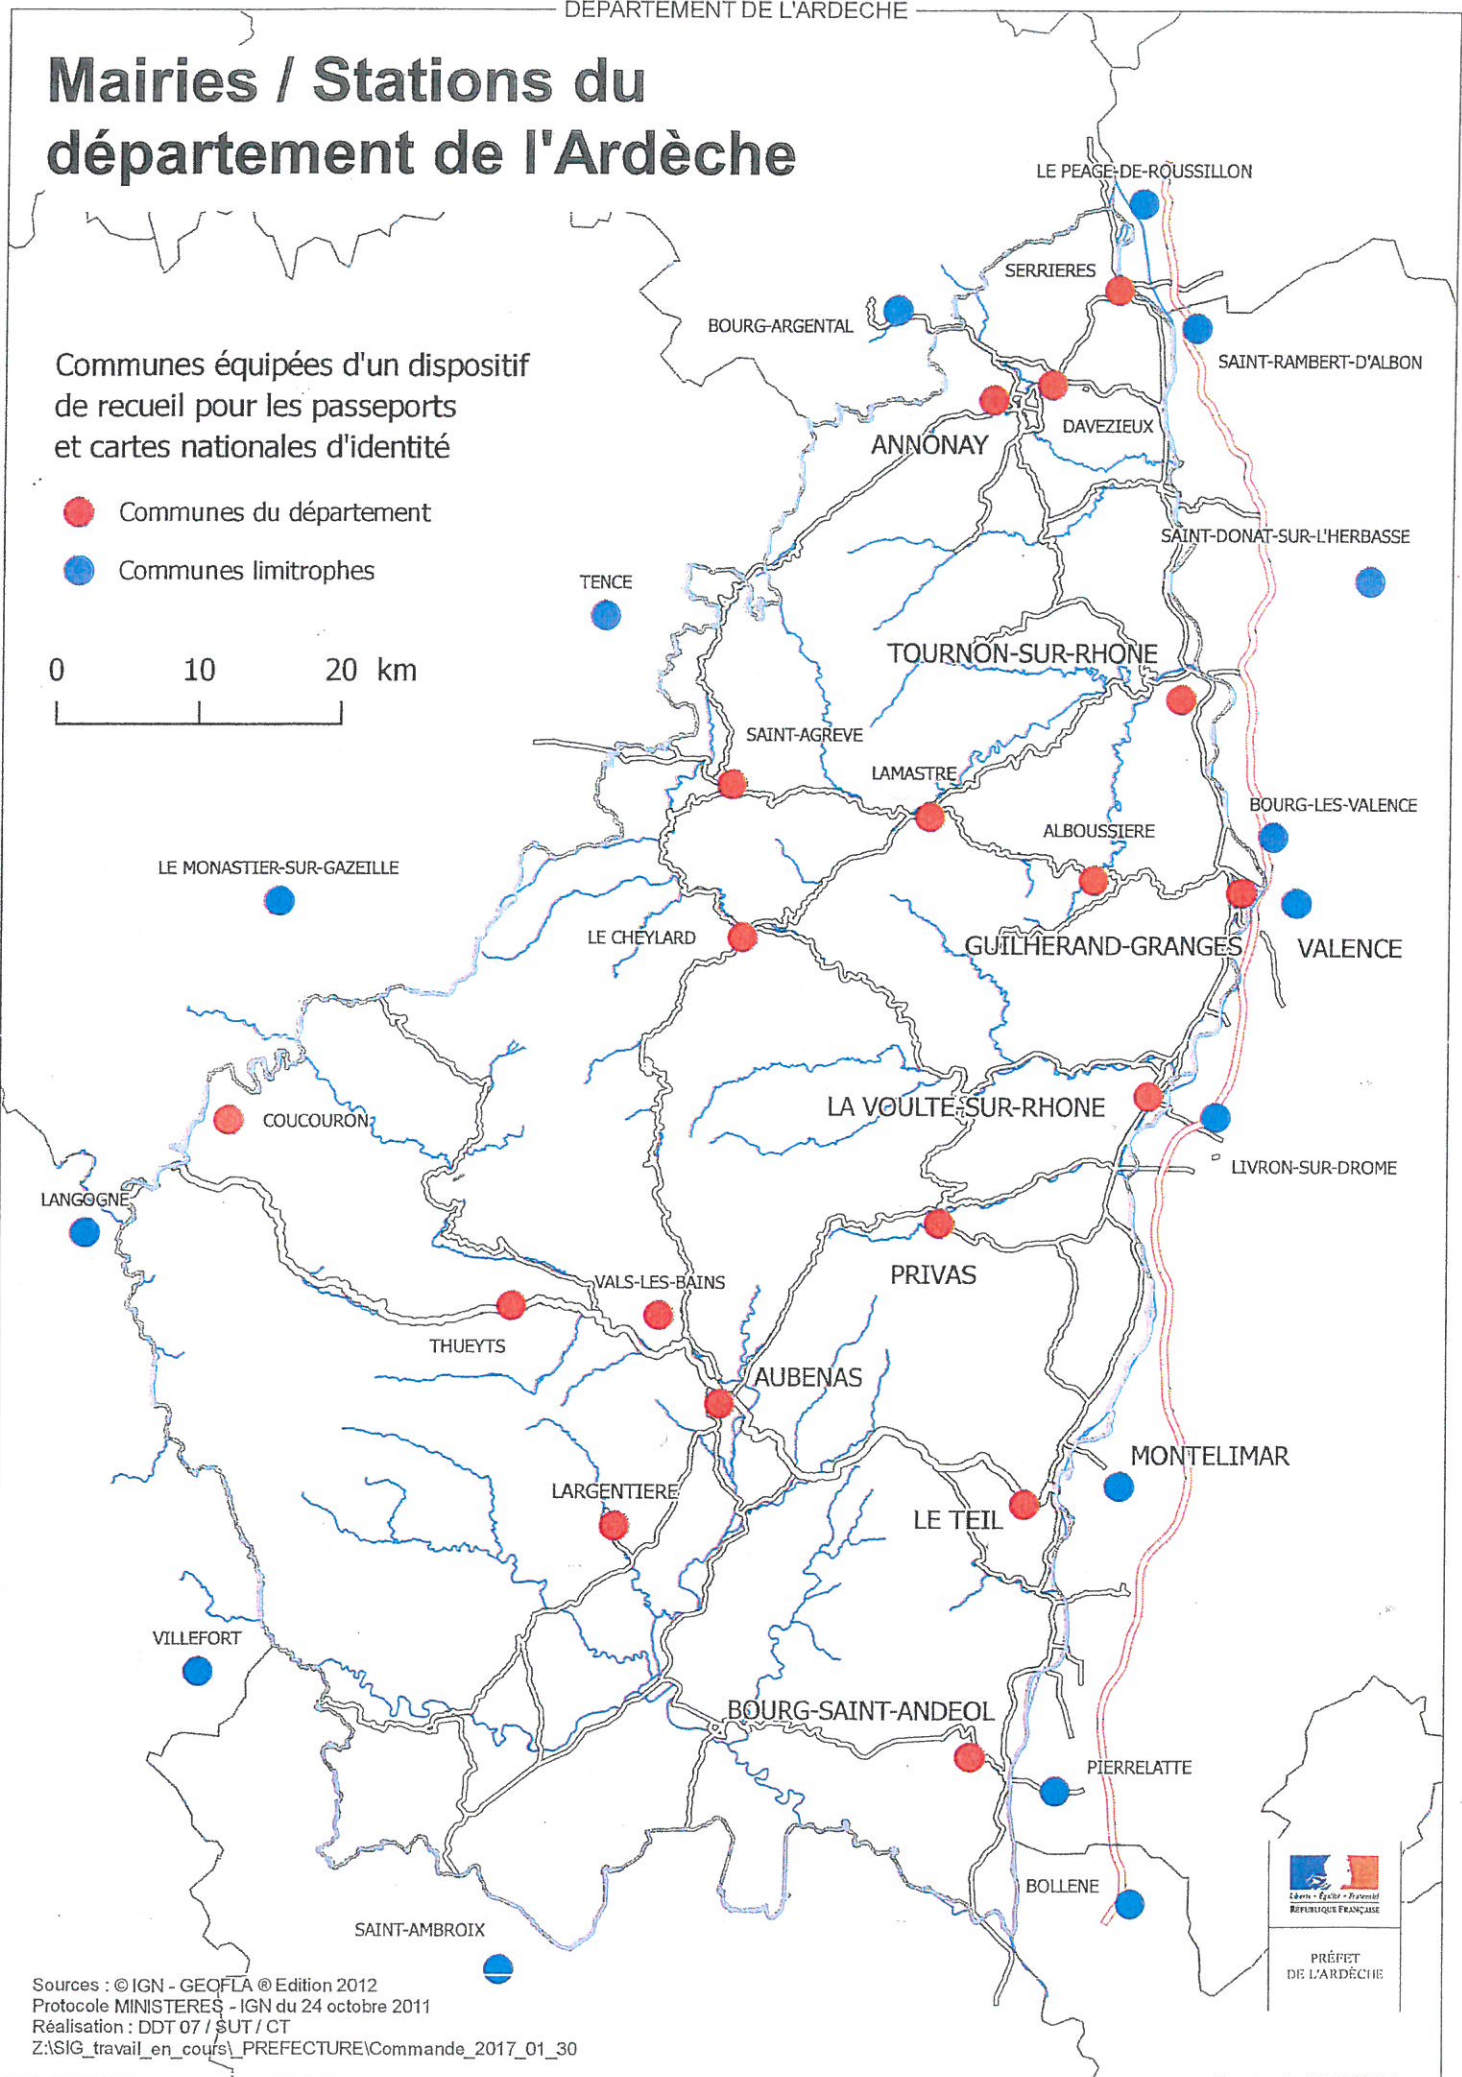 DEPARTEMENT DE L'ARDECHE
Mairies / Stations du
département de l'Ardèche
LE PEAGE-DE-ROUSSILLON
SERRIERES
BOURG-ARGENTAL
SAINT-RAMBERT-D'ALBON
Communes équipées d'un dispositif
de recueil pour les passeports
et cartes nationales d'identité
DAVEZIEUX
ANNONAY
Communes du département
SAINT-DONAT-SUR-L'HERBASSE
Communes limitrophes
TENCE
TOURNON-SUR-RHONE
0 10 20 km
SAINT-AGREVE
LAMASTRE
BOURG-LES-VALENCE
ALBOUSSIERE
LE MONASTIER-SUR-GAZEILLE
LE CHEYLARD
GUILHERAND-GRANGES
VALENCE
LA VOULTE-SUR-RHONE
COUCOURON
LIVRON-SUR-DROME
LANGOGNE
PRIVAS
VALS-LES-BAINS
THUEYTS
AUBENAS
MONTELIMAR
LARGENTIERE
LE TEIL
VILLEFORT
BOURG-SAINT-ANDEOL
PIERRELATTE
BOLLENE
Liberté • Égalité • Fraternité
RÉPUBLIQUE FRANÇAISE
SAINT-AMBROIX
PRÉFET
DE L'ARDÈCHE
Sources : © IGN - GEOFLA ® Edition 2012
Protocole MINISTERES - IGN du 24 octobre 2011
Réalisation : DDT 07 / SUT / CT
Z:\SIG_travail_en_cours\_PREFECTURE\Commande_2017_01_30